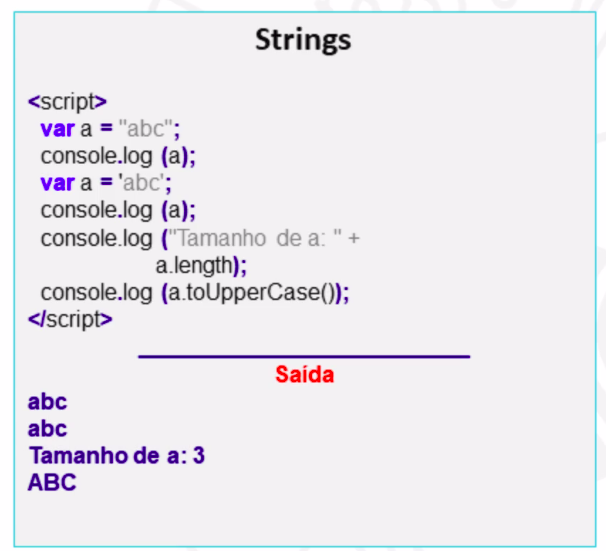 Strings
<script>
var a = "abc";
console.log (a);
var a = 'abc';
console.log (a);
console.log ("Tamanho de a: " +
a.length);
console.log (a.toUpperCase());
</script>
Saída
abc
abc
Tamanho de a: 3
ABC